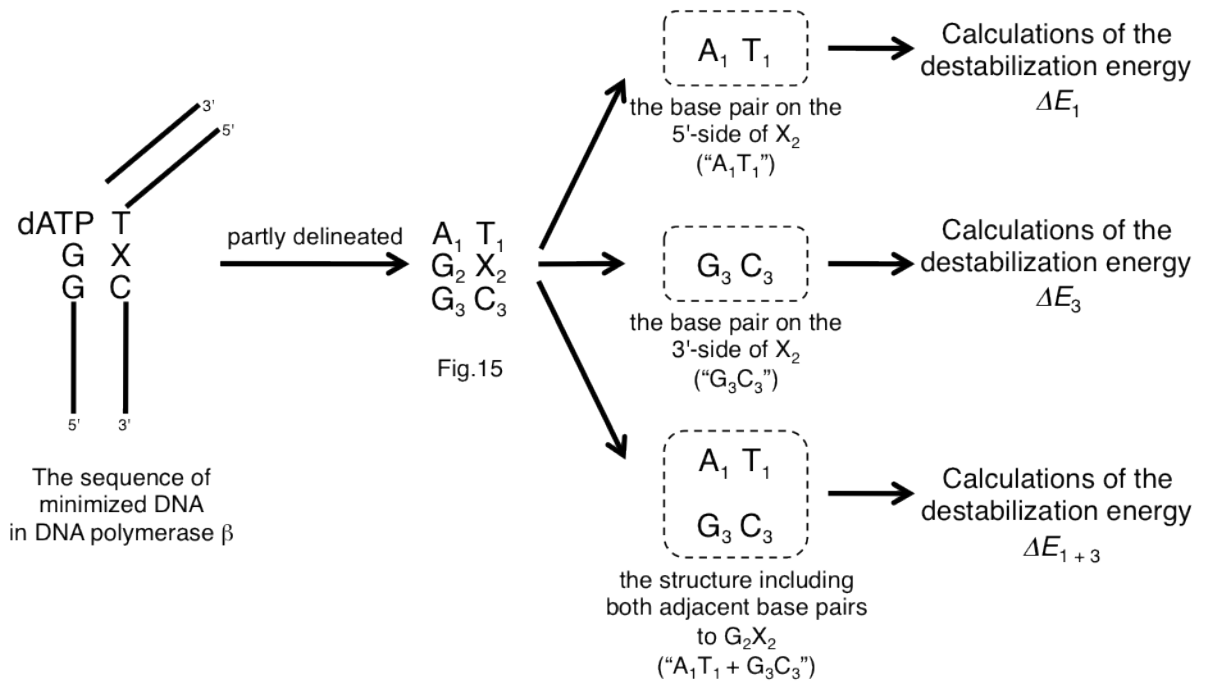 3'
5'
dATP T
G X
G C
5' 3'
The sequence of
minimized DNA
in DNA polymerase β
partly delineated
A₁ T₁
G₂ X₂
G₃ C₃
Fig.15
A₁ T₁
the base pair on the
5'-side of X₂
(“A₁T₁”)
Calculations of the
destabilization energy
ΔE₁
G₃ C₃
the base pair on the
3'-side of X₂
(“G₃C₃”)
Calculations of the
destabilization energy
ΔE₃
A₁ T₁
G₃ C₃
the structure including
both adjacent base pairs
to G₂X₂
(“A₁T₁ + G₃C₃”)
Calculations of the
destabilization energy
ΔE₁ ₊ ₃